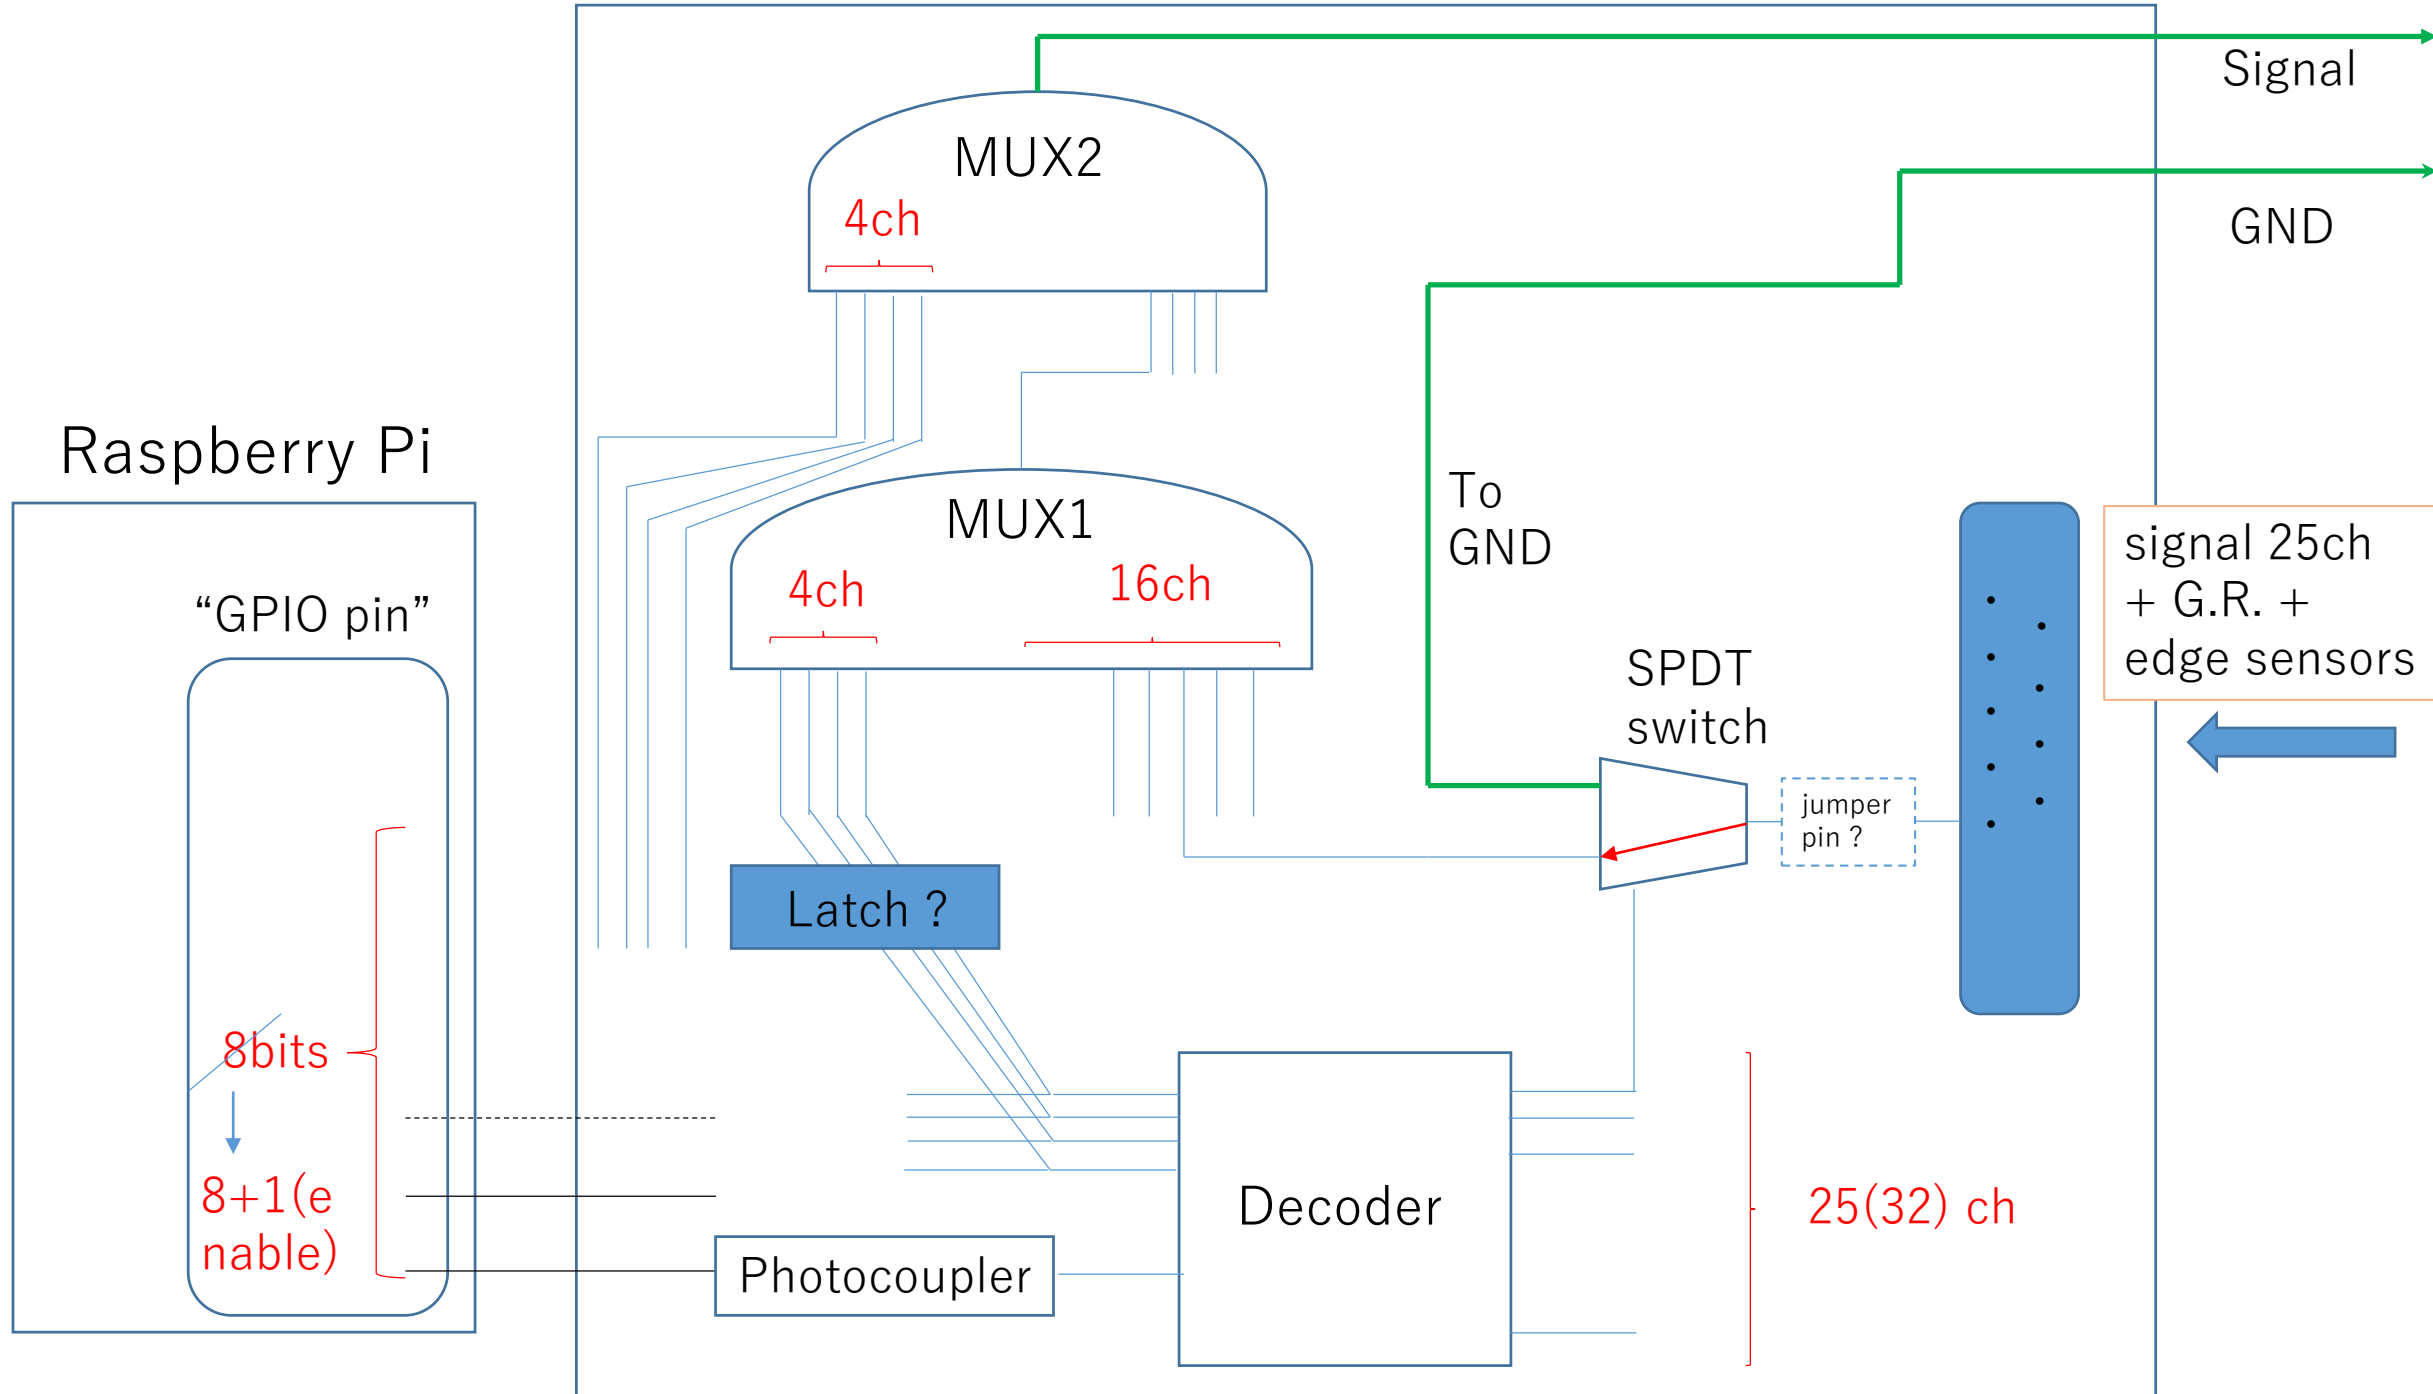 Signal
MUX2
4ch
GND
Raspberry Pi
MUX1
To
GND
signal 25ch
+ G.R. +
edge sensors
4ch
16ch
“GPIO pin”
SPDT
switch
jumper
pin ?
Latch ?
8bits
8+1(e
nable)
Decoder
25(32) ch
Photocoupler